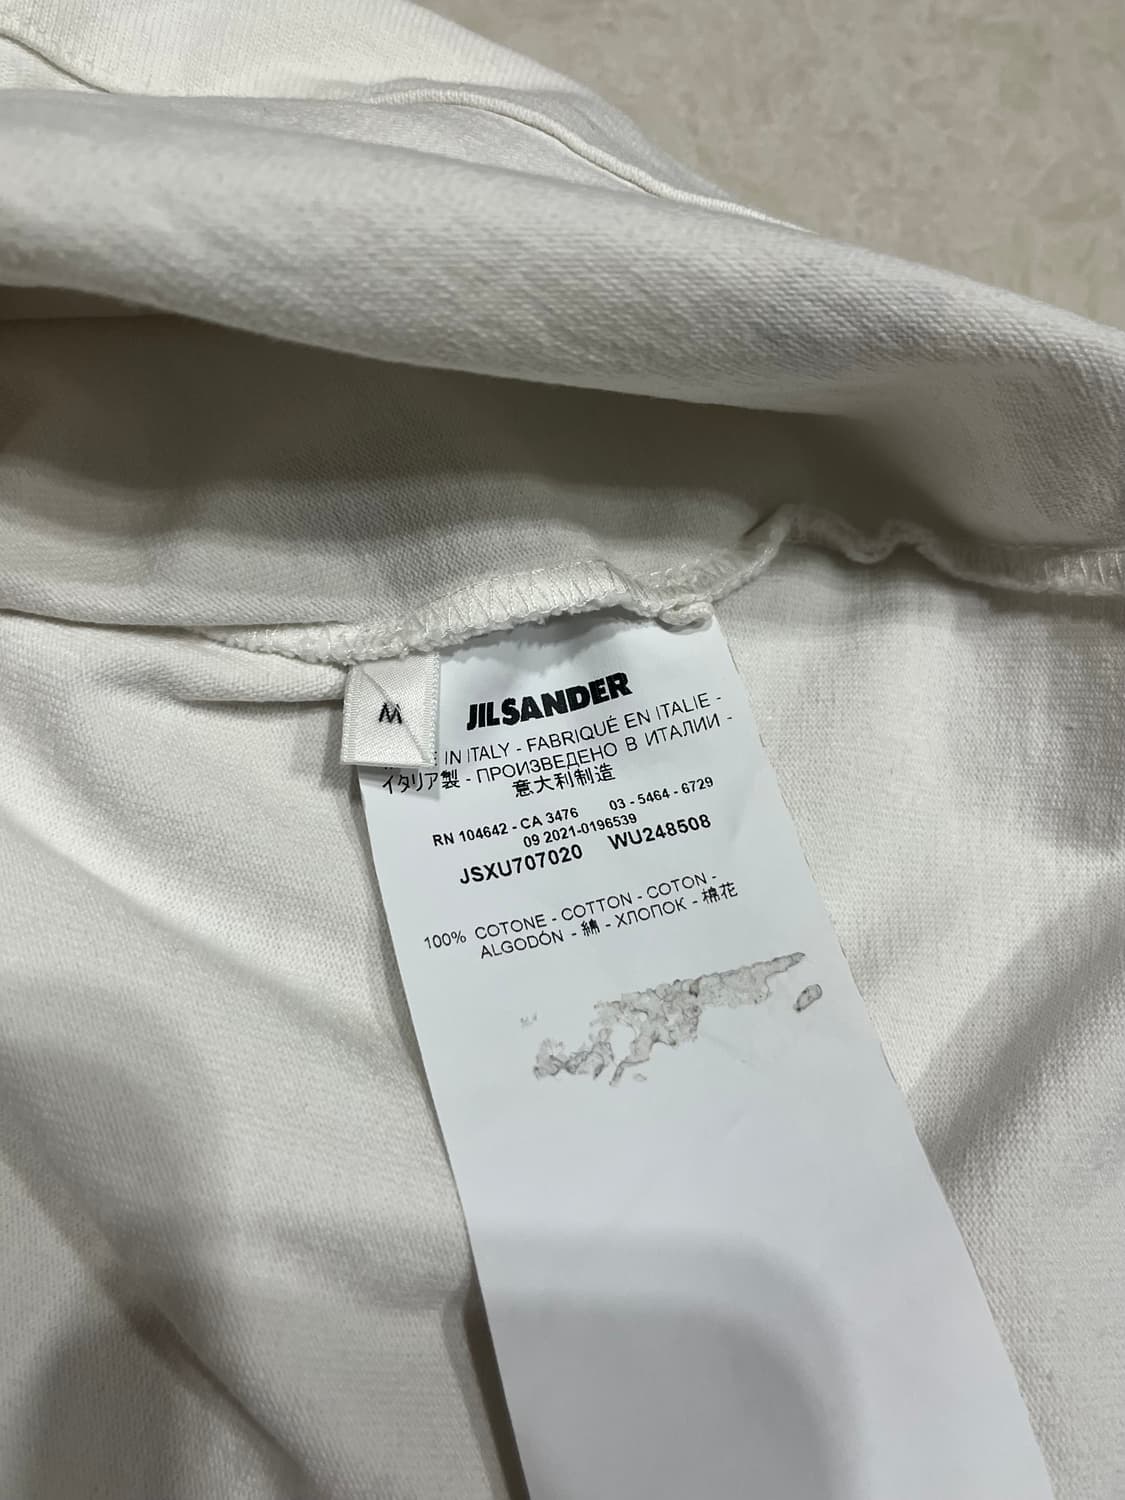 M
JIL SANDER
IN ITALY - FABRIQUÉ EN ITALIE -
イタリア製 - ПРОИЗВЕДЕНО В ИТАЛИИ -
意大利制造
RN 104642 - CA 3476 03 - 5464 - 6729
09 2021-0196539
JSXU707020 WU248508
100% COTONE - COTTON - COTON -
ALGODÓN - 綿 - ХЛОПОК - 棉花